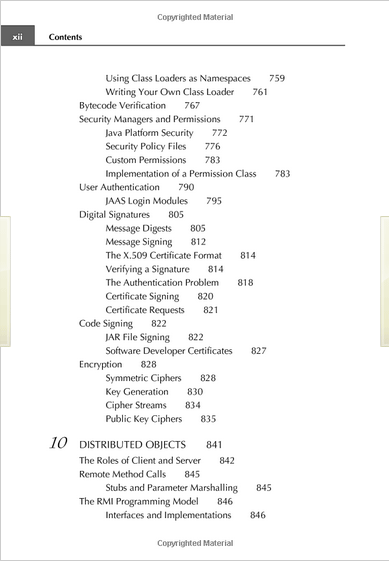 Copyrighted Material
xii Contents
Using Class Loaders as Namespaces 759
Writing Your Own Class Loader 761
Bytecode Verification 767
Security Managers and Permissions 771
Java Platform Security 772
Security Policy Files 776
Custom Permissions 783
Implementation of a Permission Class 783
User Authentication 790
JAAS Login Modules 795
Digital Signatures 805
Message Digests 805
Message Signing 812
The X.509 Certificate Format 814
Verifying a Signature 814
The Authentication Problem 818
Certificate Signing 820
Certificate Requests 821
Code Signing 822
JAR File Signing 822
Software Developer Certificates 827
Encryption 828
Symmetric Ciphers 828
Key Generation 830
Cipher Streams 834
Public Key Ciphers 835
10 DISTRIBUTED OBJECTS 841
The Roles of Client and Server 842
Remote Method Calls 845
Stubs and Parameter Marshalling 845
The RMI Programming Model 846
Interfaces and Implementations 846
Copyrighted Material